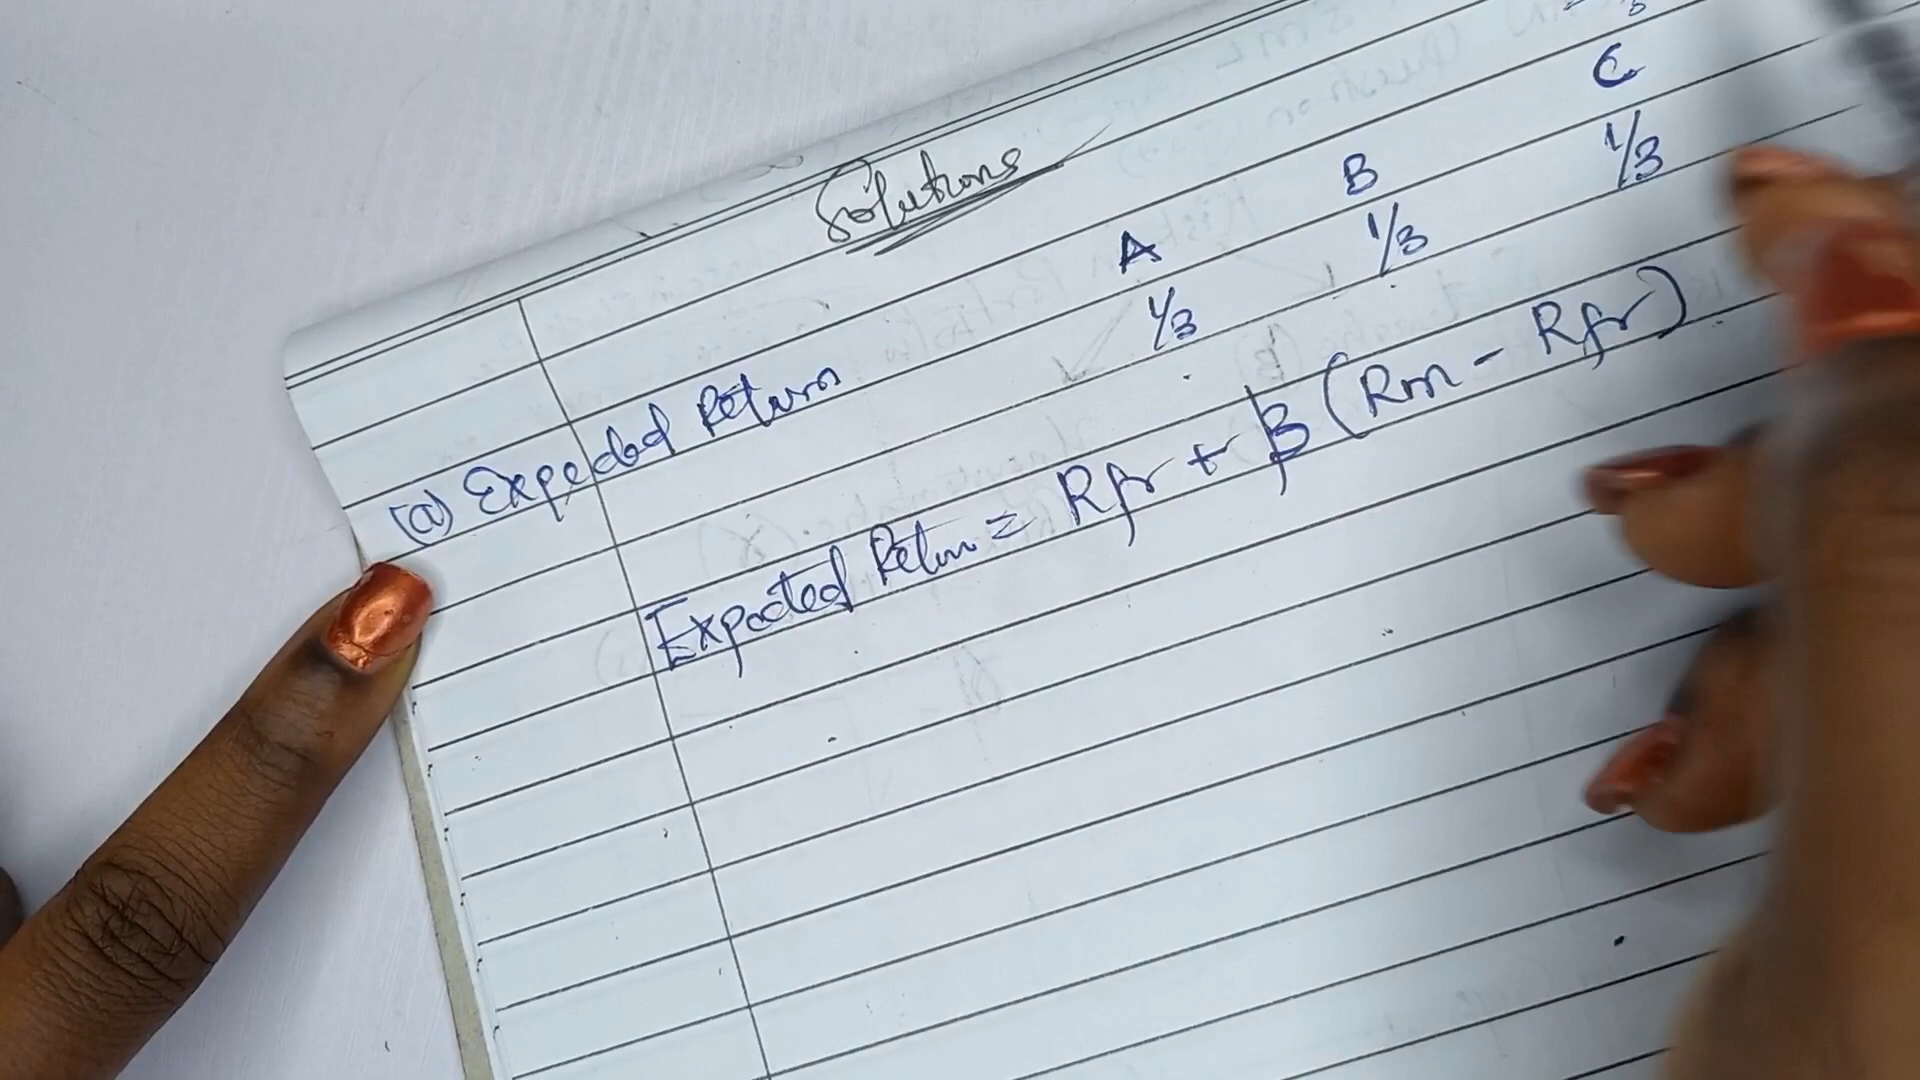 Solutions
A B C
1/3 1/3 1/3
(a) Expected Return
Expected Return = Rfr + β (Rm - Rfr)